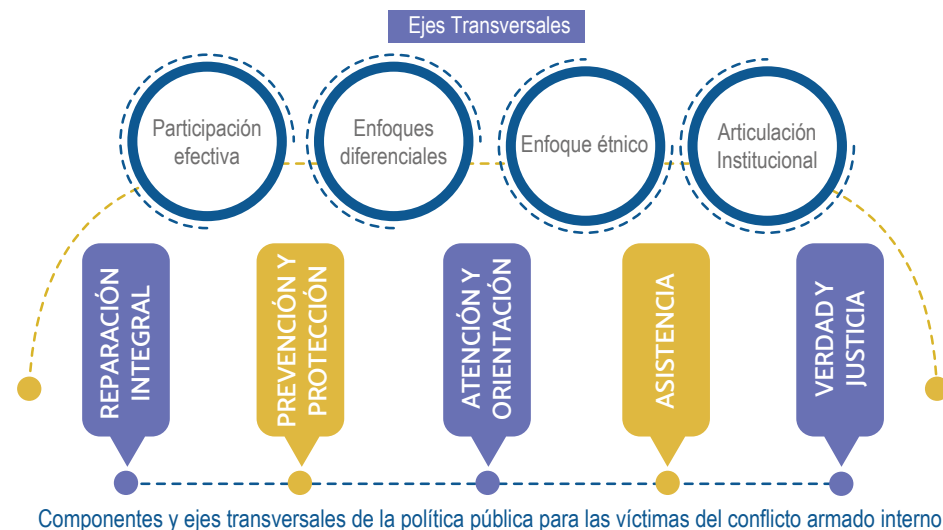 Ejes Transversales
Participación
efectiva
Enfoques
diferenciales
Enfoque étnico
Articulación
Institucional
REPARACIÓN
INTEGRAL
PREVENCIÓN Y
PROTECCIÓN
ATENCIÓN Y
ORIENTACIÓN
ASISTENCIA
VERDAD Y
JUSTICIA
Componentes y ejes transversales de la política pública para las víctimas del conflicto armado interno